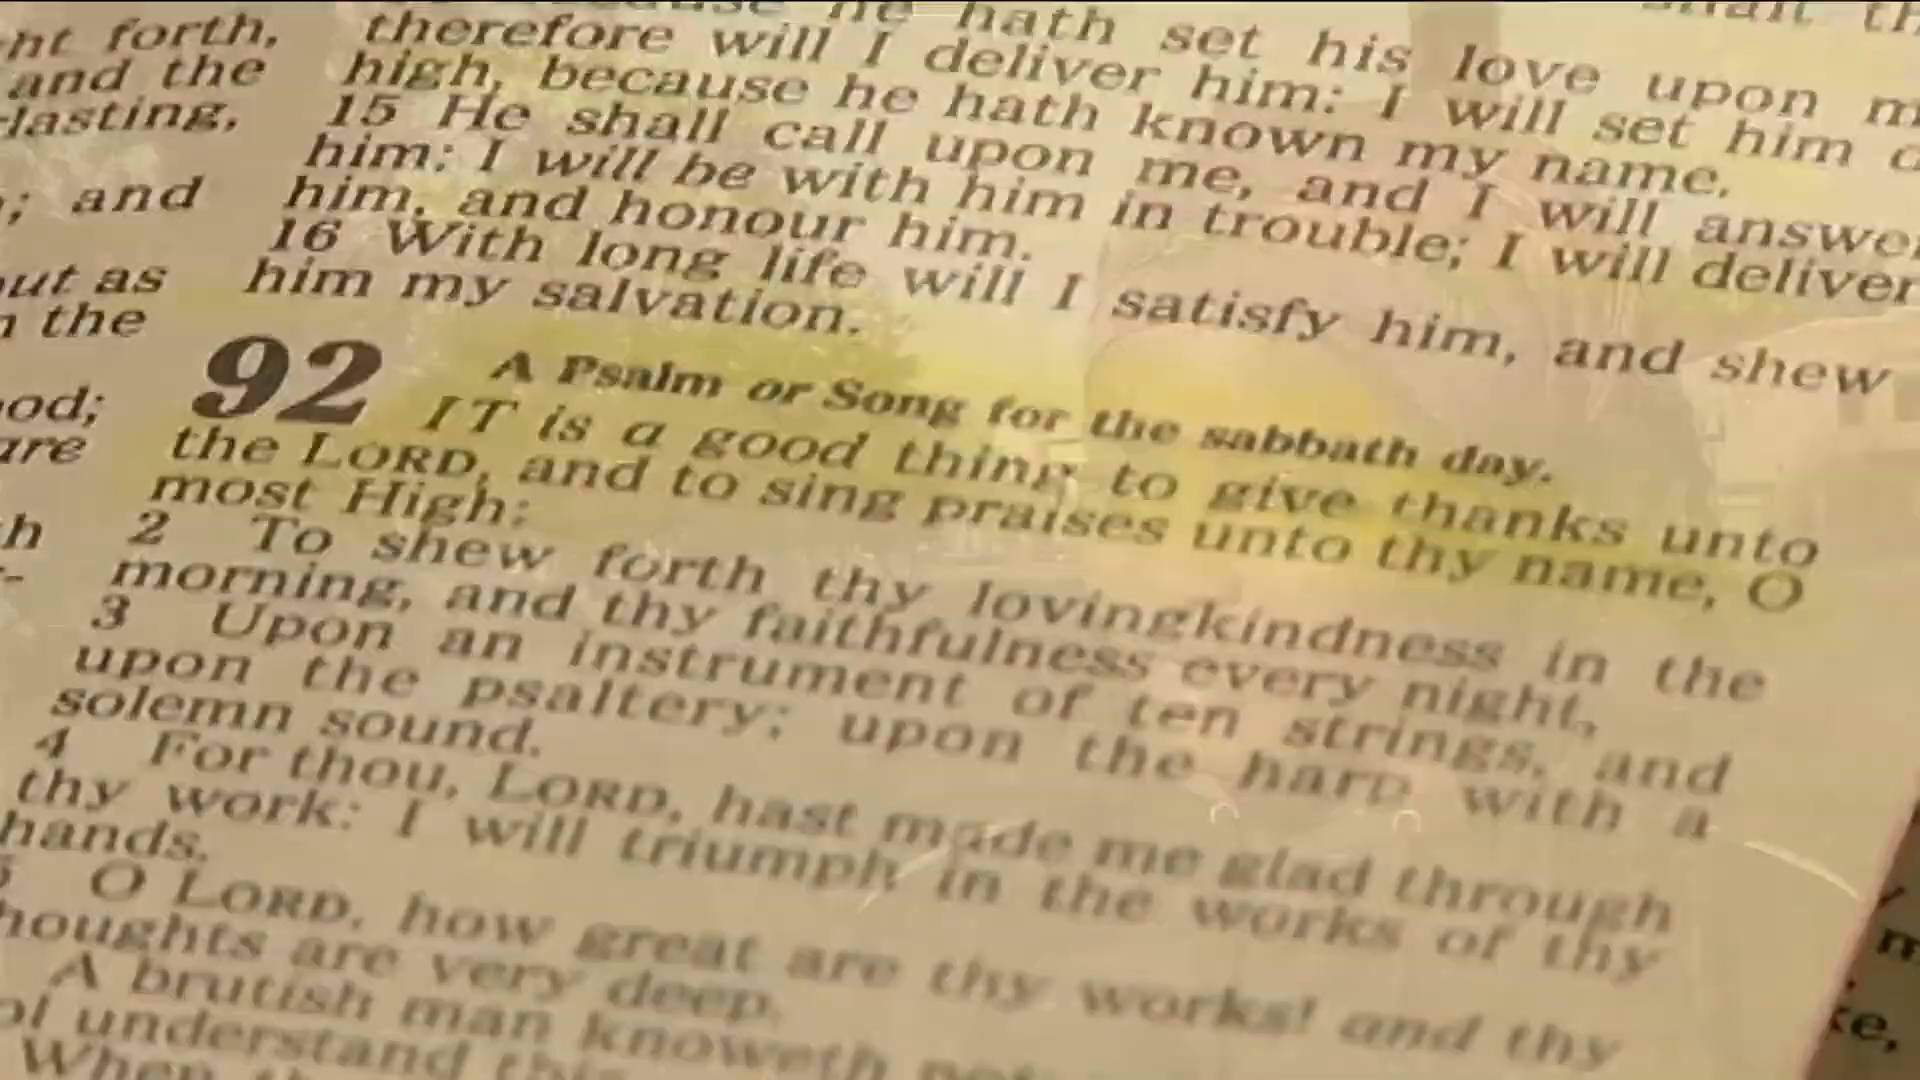 ht forth,
and the
-lasting,
; and
out as
n the
ood;
are
hath set his love upon
therefore will I deliver him: I will set him
high, because he hath known my name.
15 He shall call upon me, and I will answer
him: I will be with him in trouble; I will deliver
him, and honour him.
16 With long life will I satisfy him, and shew
him my salvation.
92 A Psalm or Song for the sabbath day.
IT is a good thing to give thanks unto
the LORD, and to sing praises unto thy name, O
most High:
2 To shew forth thy lovingkindness in the
morning, and thy faithfulness every night,
3 Upon an instrument of ten strings, and
upon the psaltery; upon the harp with a
solemn sound.
4 For thou, LORD, hast made me glad through
thy work: I will triumph in the works of thy
hands.
O LORD, how great are thy works! and thy
houghts are very deep.
A brutish man knoweth not
understand this
When